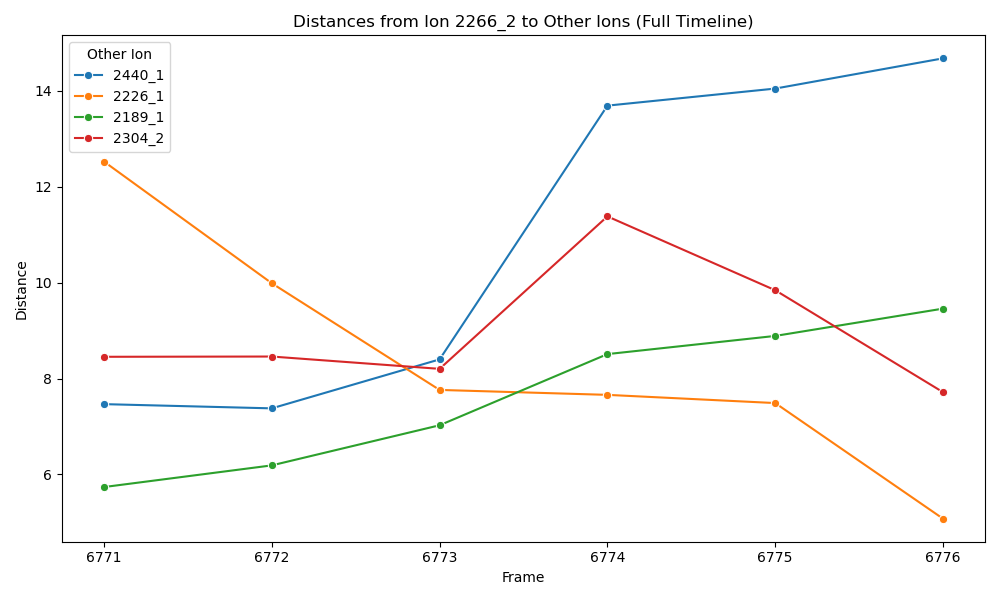 Distances from Ion 2266_2 to Other Ions (Full Timeline)
Other Ion
2440_1
2226_1
2189_1
2304_2
Distance
14
12
10
8
6
6771 6772 6773 6774 6775 6776
Frame